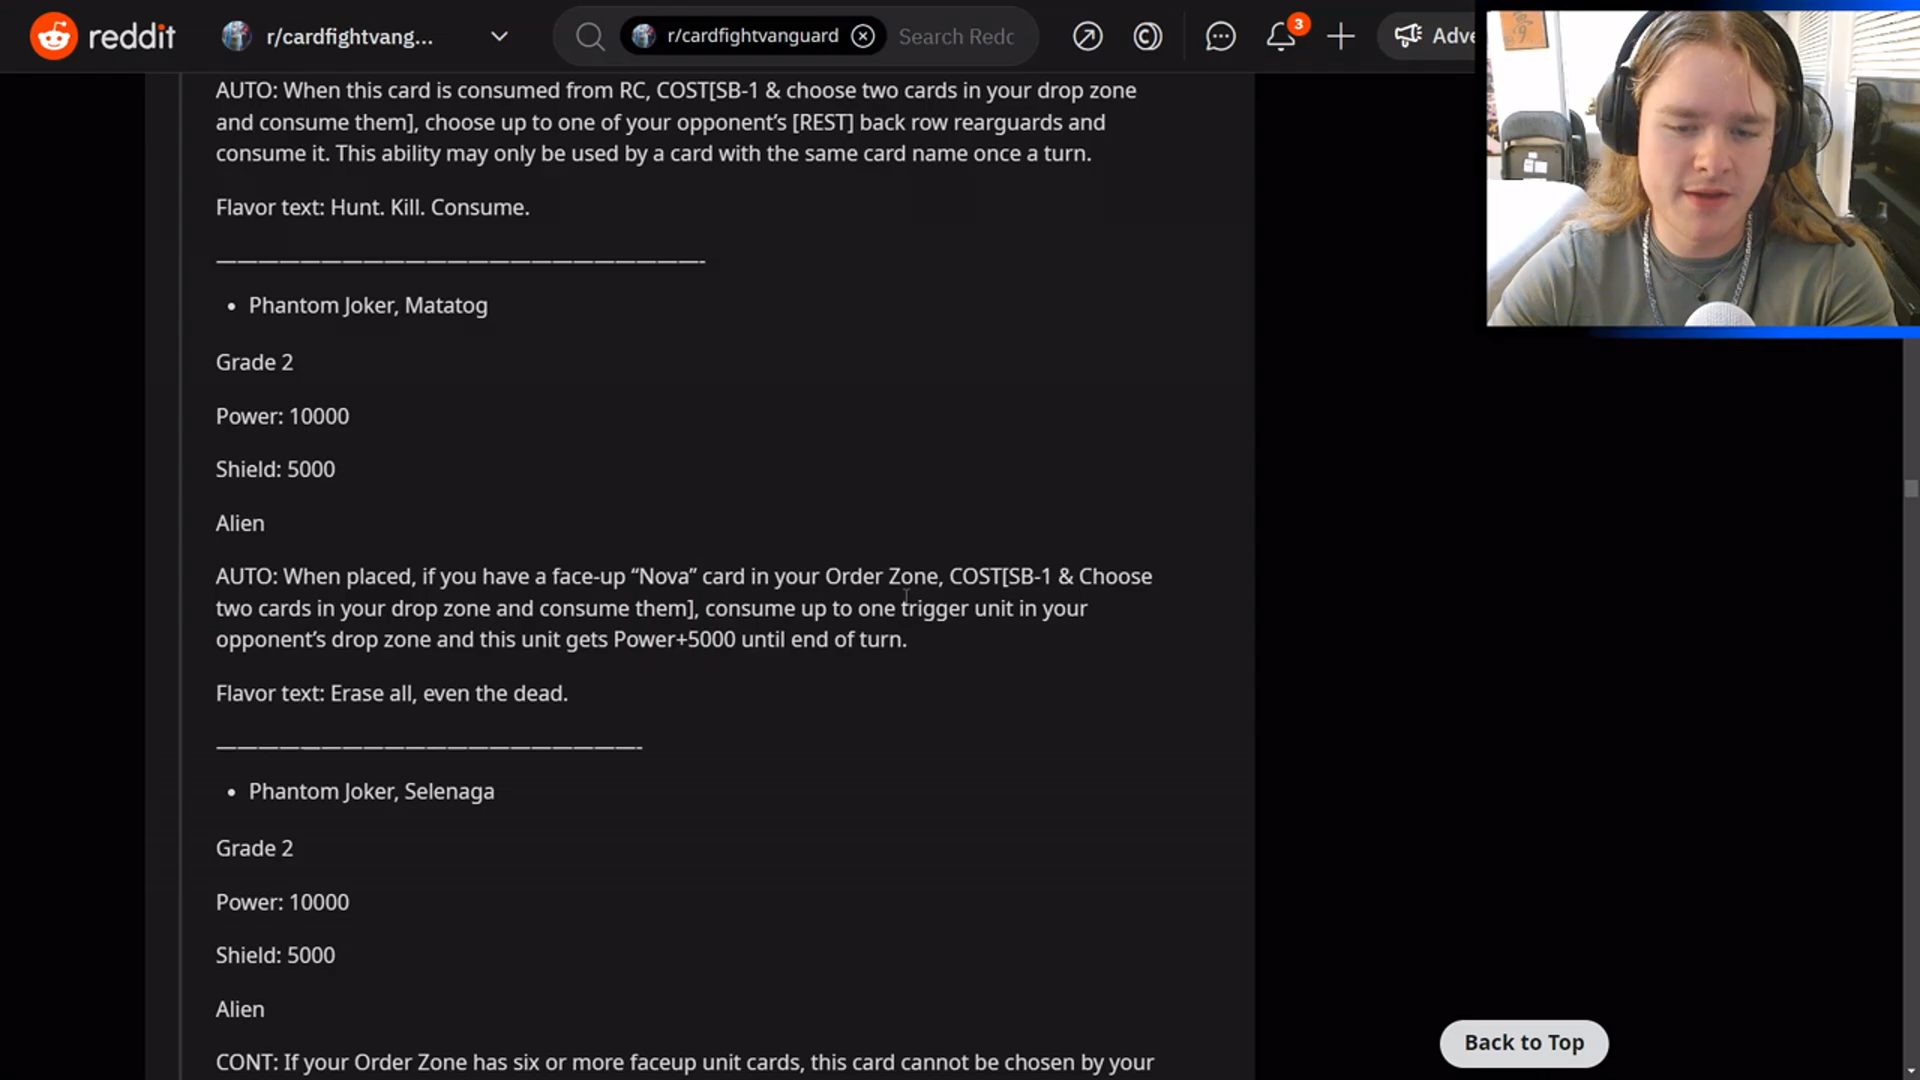 reddit
r/cardfightvang...
r/cardfightvanguard
Search Redc
3
Adve
AUTO: When this card is consumed from RC, COST[SB-1 & choose two cards in your drop zone
and consume them], choose up to one of your opponent’s [REST] back row rearguards and
consume it. This ability may only be used by a card with the same card name once a turn.
Flavor text: Hunt. Kill. Consume.
———————————————————————-
• Phantom Joker, Matatog
Grade 2
Power: 10000
Shield: 5000
Alien
AUTO: When placed, if you have a face-up “Nova” card in your Order Zone, COST[SB-1 & Choose
two cards in your drop zone and consume them], consume up to one trigger unit in your
opponent’s drop zone and this unit gets Power+5000 until end of turn.
Flavor text: Erase all, even the dead.
————————————————————-
• Phantom Joker, Selenaga
Grade 2
Power: 10000
Shield: 5000
Alien
CONT: If your Order Zone has six or more faceup unit cards, this card cannot be chosen by your
Back to Top